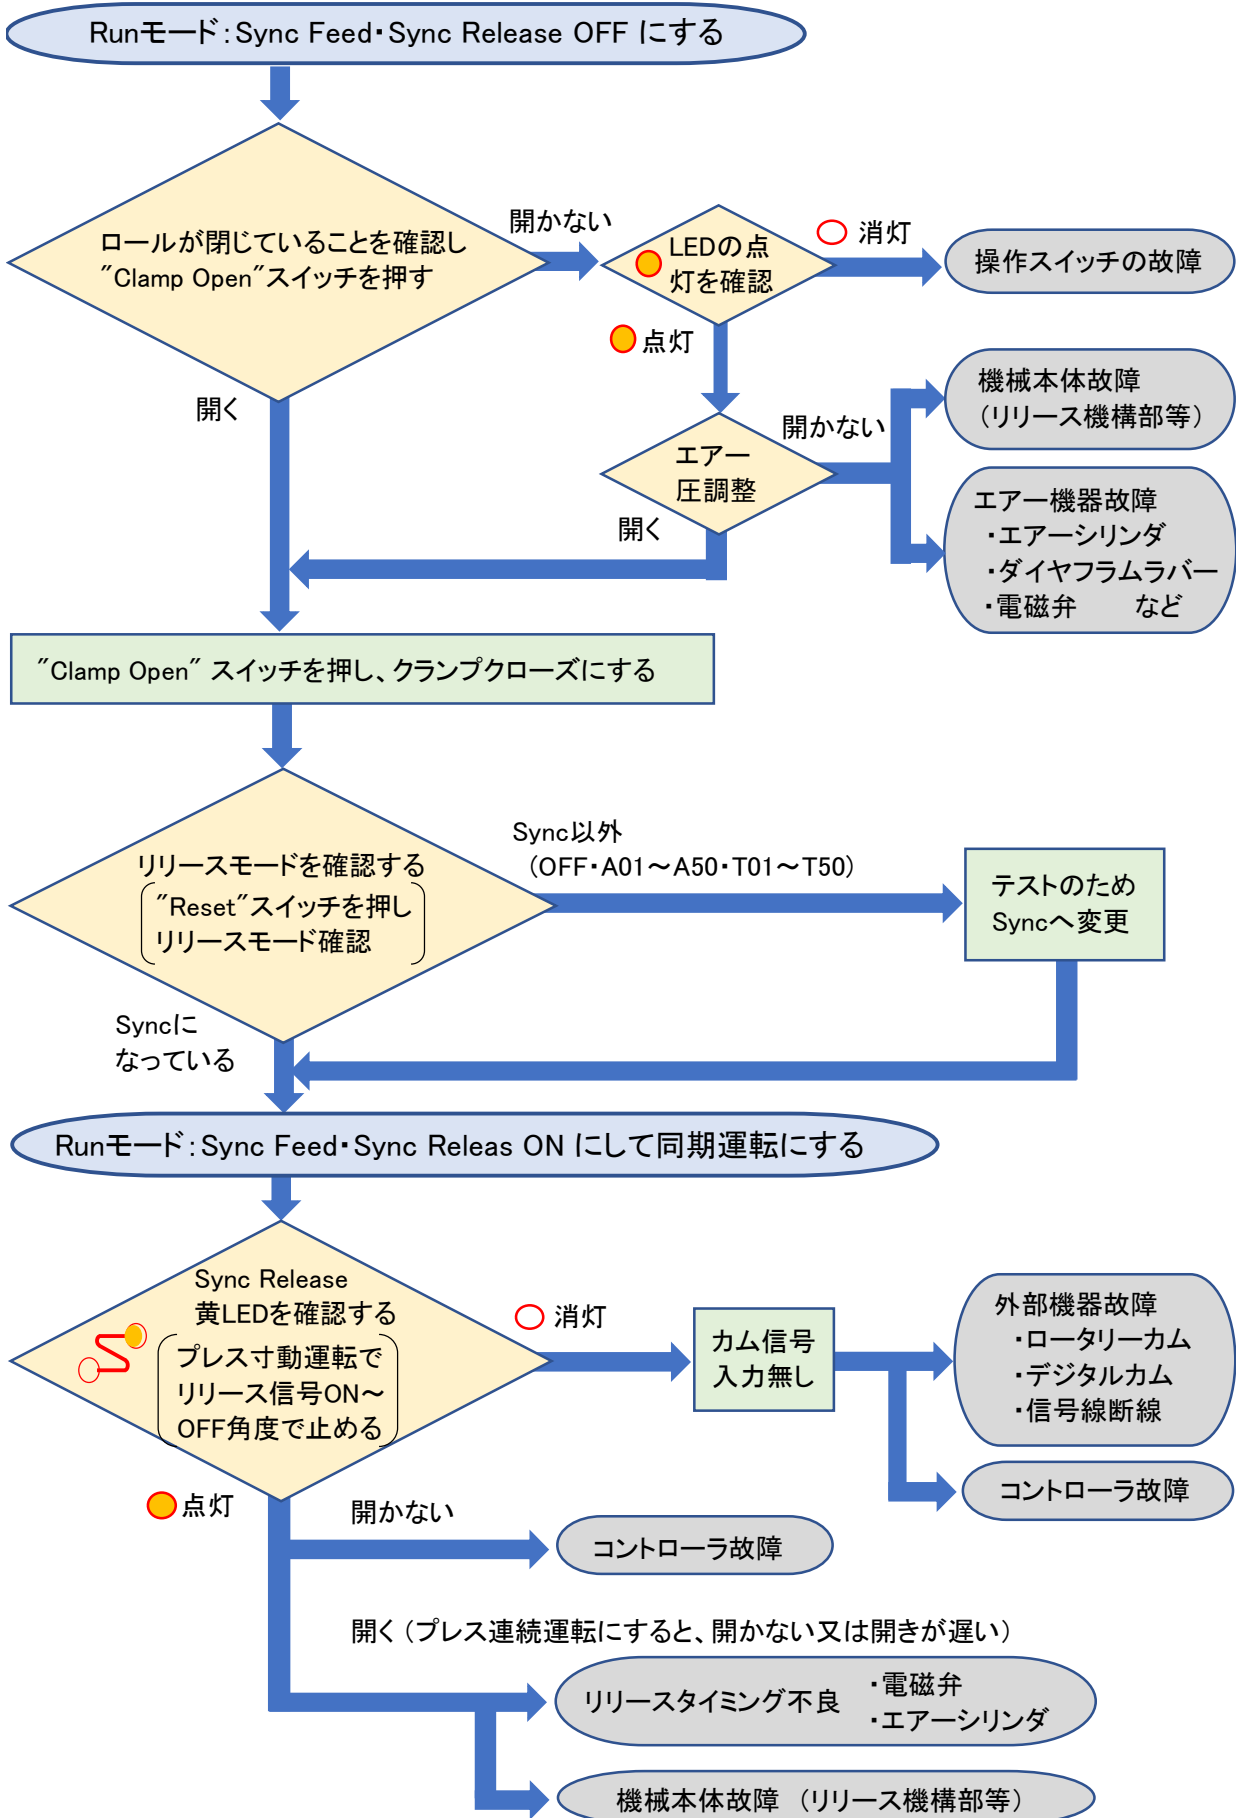 Runモード：Sync Feed・Sync Release OFF にする
ロールが閉じていることを確認し
"Clamp Open"スイッチを押す
開かない
LEDの点
灯を確認
消灯
操作スイッチの故障
点灯
開く
エアー
圧調整
開かない
機械本体故障
（リリース機構部等）
エアー機器故障
・エアーシリンダ
・ダイヤフラムラバー
・電磁弁　　など
開く
"Clamp Open" スイッチを押し、クランプクローズにする
リリースモードを確認する
"Reset"スイッチを押し
リリースモード確認
Sync以外
（OFF・A01～A50・T01～T50）
テストのため
Syncへ変更
Syncに
なっている
Runモード：Sync Feed・Sync Releas ON にして同期運転にする
Sync Release
黄LEDを確認する
プレス寸動運転で
リリース信号ON～
OFF角度で止める
消灯
カム信号
入力無し
外部機器故障
・ロータリーカム
・デジタルカム
・信号線断線
コントローラ故障
点灯
開かない
コントローラ故障
開く（プレス連続運転にすると、開かない又は開きが遅い）
リリースタイミング不良
・電磁弁
・エアーシリンダ
機械本体故障 （リリース機構部等）